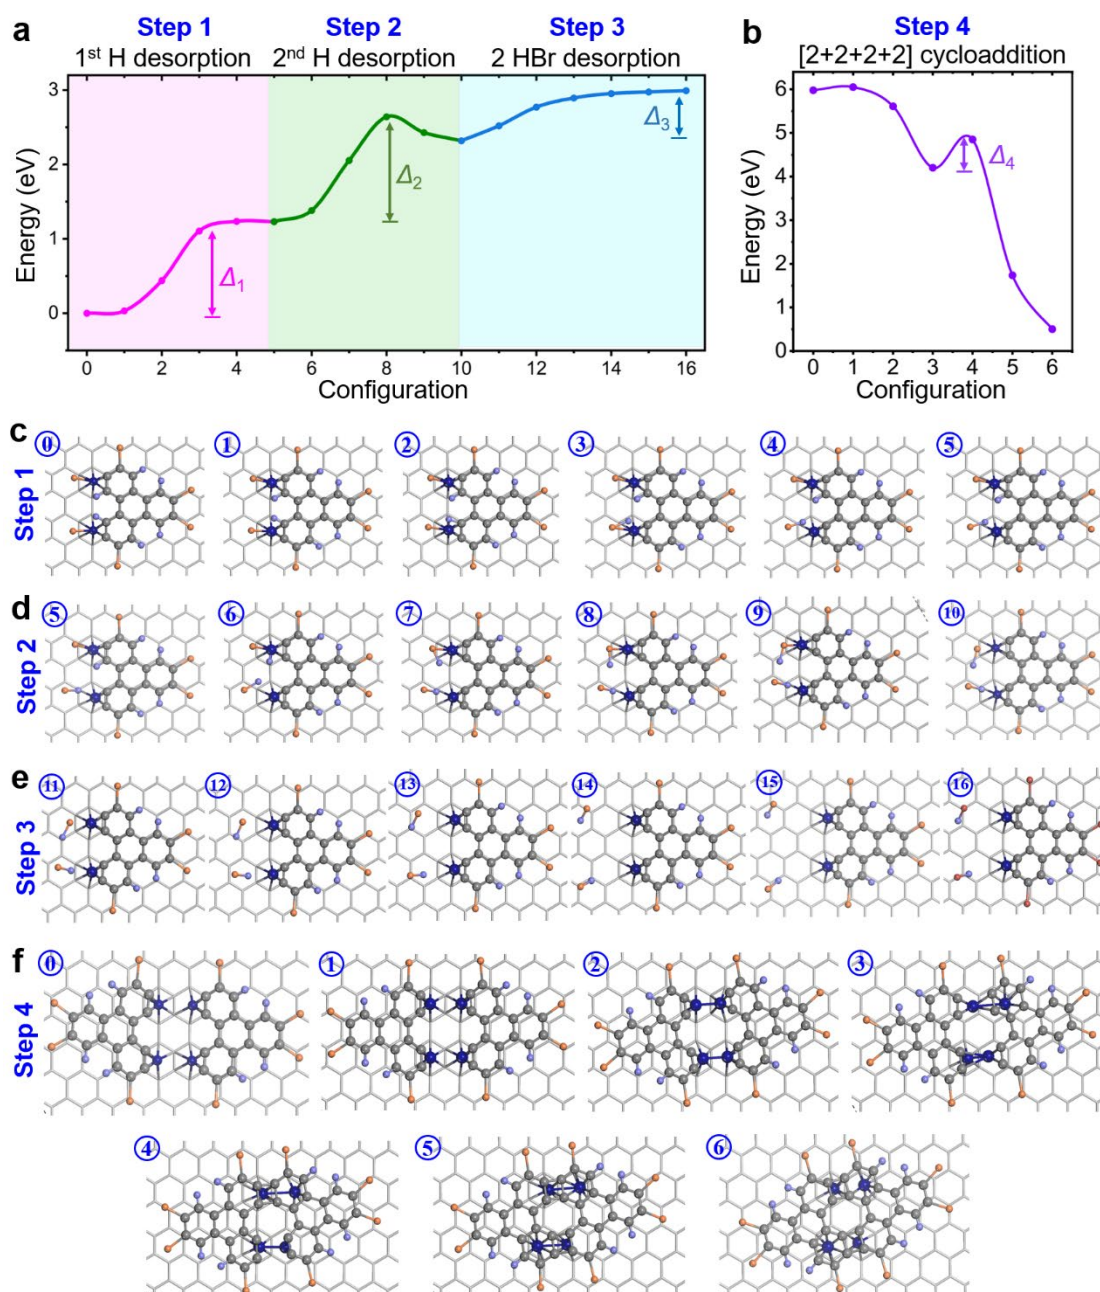 a
Step 1
Step 2
Step 3
1st H desorption
2nd H desorption
2 HBr desorption
3
2
1
0
Energy (eV)
Δ1
Δ2
Δ3
0 2 4 6 8 10 12 14 16
Configuration
b
Step 4
[2+2+2+2] cycloaddition
6
5
4
3
2
1
0
Energy (eV)
Δ4
0 1 2 3 4 5 6
Configuration
c
Step 1
0 1 2 3 4 5
d
Step 2
5 6 7 8 9 10
e
Step 3
11 12 13 14 15 16
f
Step 4
0 1 2 3
4 5 6